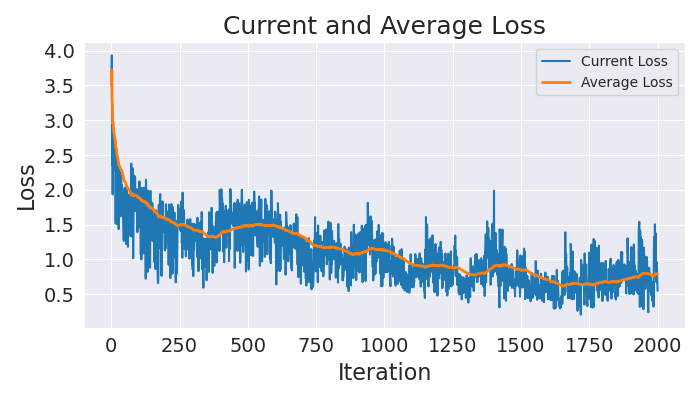 Current and Average Loss
Current Loss
Average Loss
Loss
4.0
3.5
3.0
2.5
2.0
1.5
1.0
0.5
0 250 500 750 1000 1250 1500 1750 2000
Iteration